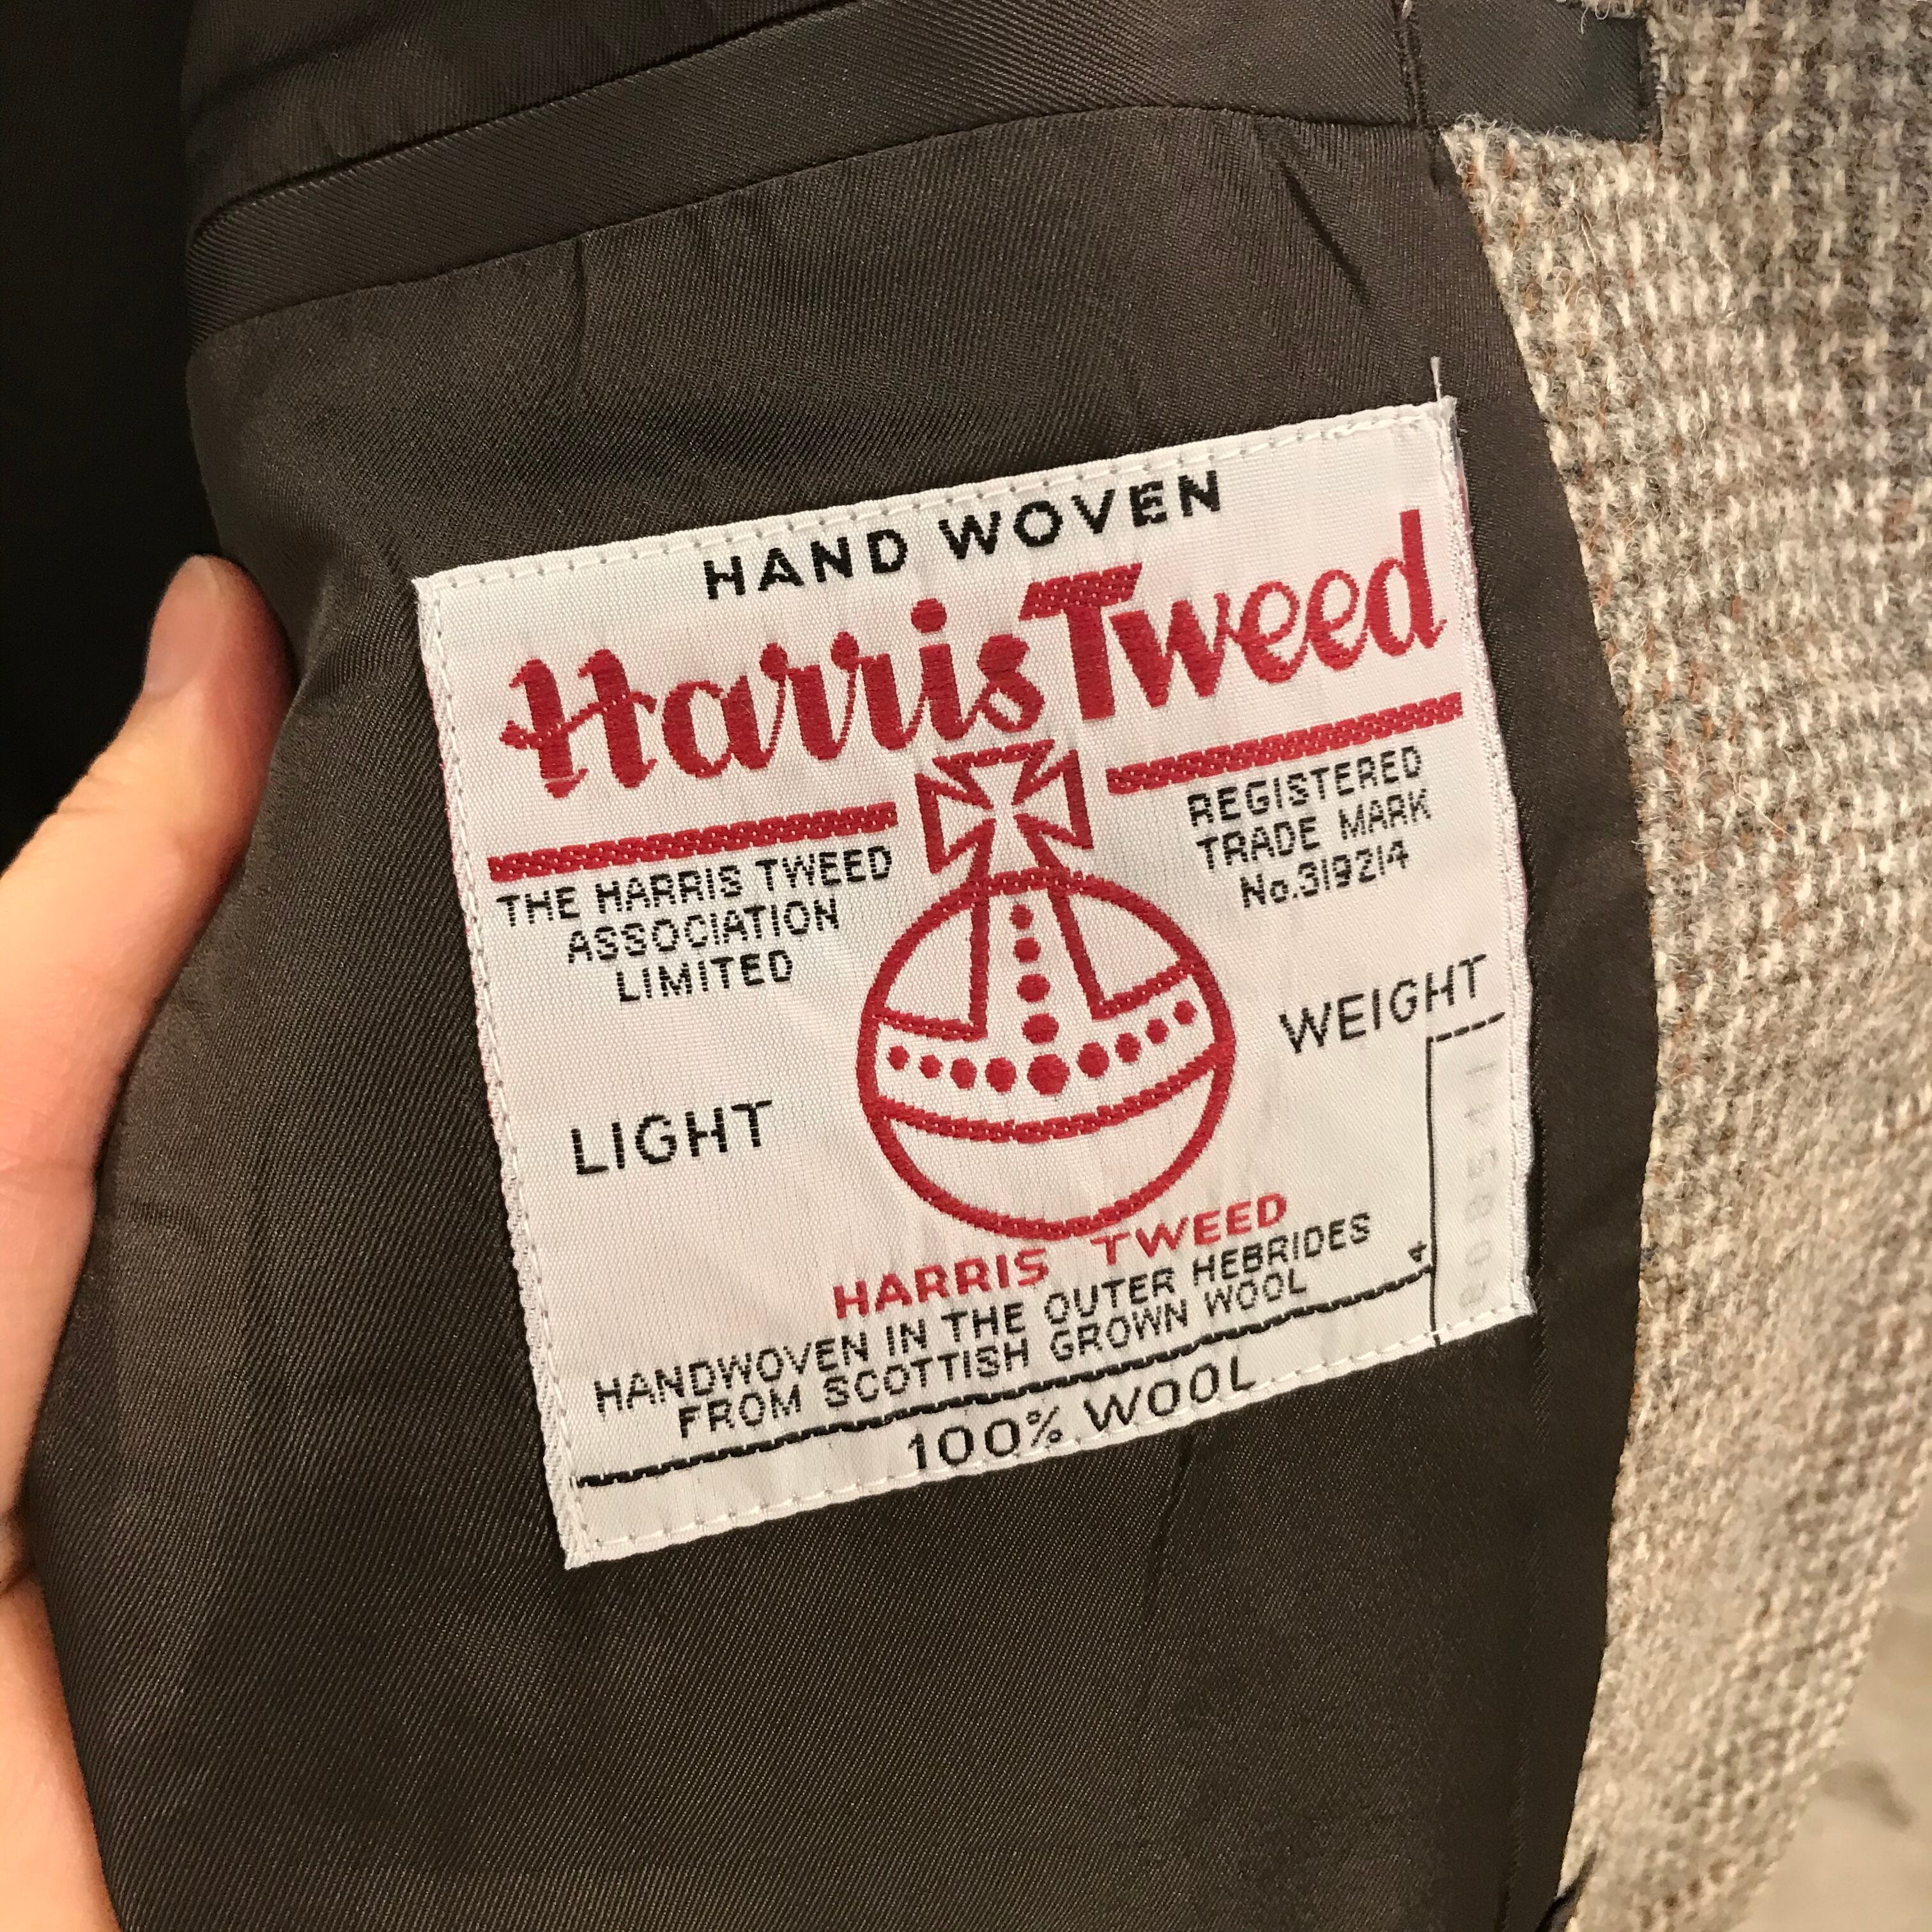 HAND WOVEN
Harris Tweed
THE HARRIS TWEED
ASSOCIATION
LIMITED
REGISTERED
TRADE MARK
No.319214
LIGHT
WEIGHT
HARRIS TWEED
HANDWOVEN IN THE OUTER HEBRIDES
FROM SCOTTISH GROWN WOOL
4
100% WOOL